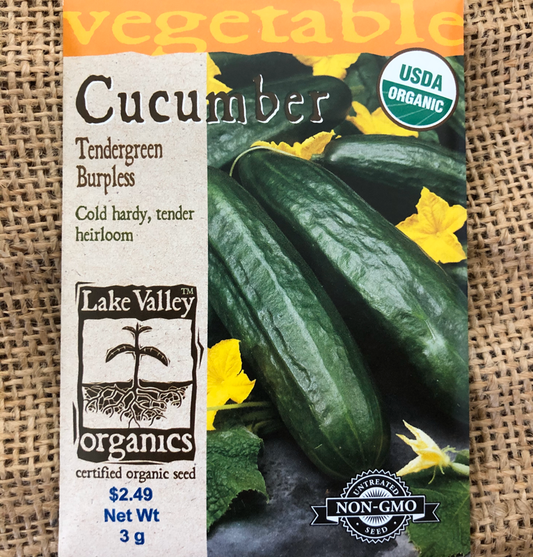 vegetable
Cucumber
USDA
ORGANIC
Tendergreen
Burpless
Cold hardy, tender
heirloom
Lake Valley™
organics
certified organic seed
$2.49
Net Wt
3 g
UNTREATED
NON-GMO
SEED